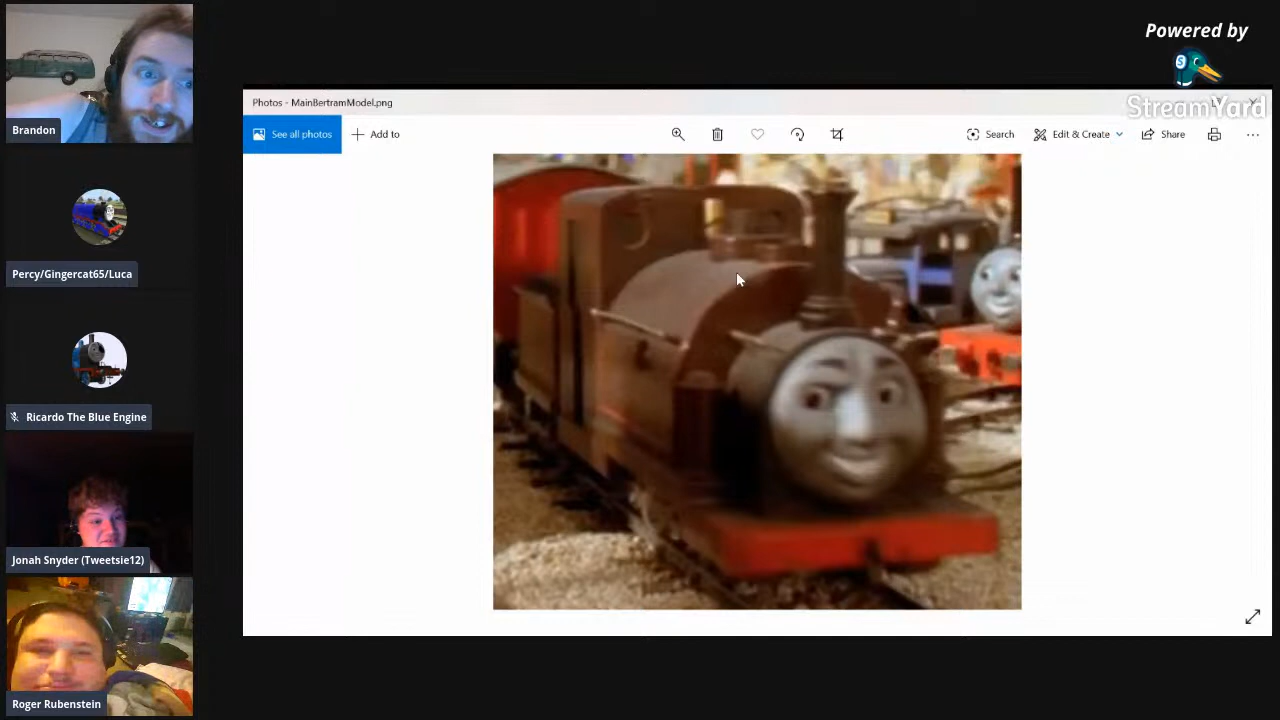 Powered by
S
StreamYard
Brandon
Percy/Gingercat65/Luca
Ricardo The Blue Engine
Jonah Snyder (Tweetsie12)
Roger Rubenstein
Photos - MainBertramModel.png
See all photos
Add to
Search
Edit & Create
Share